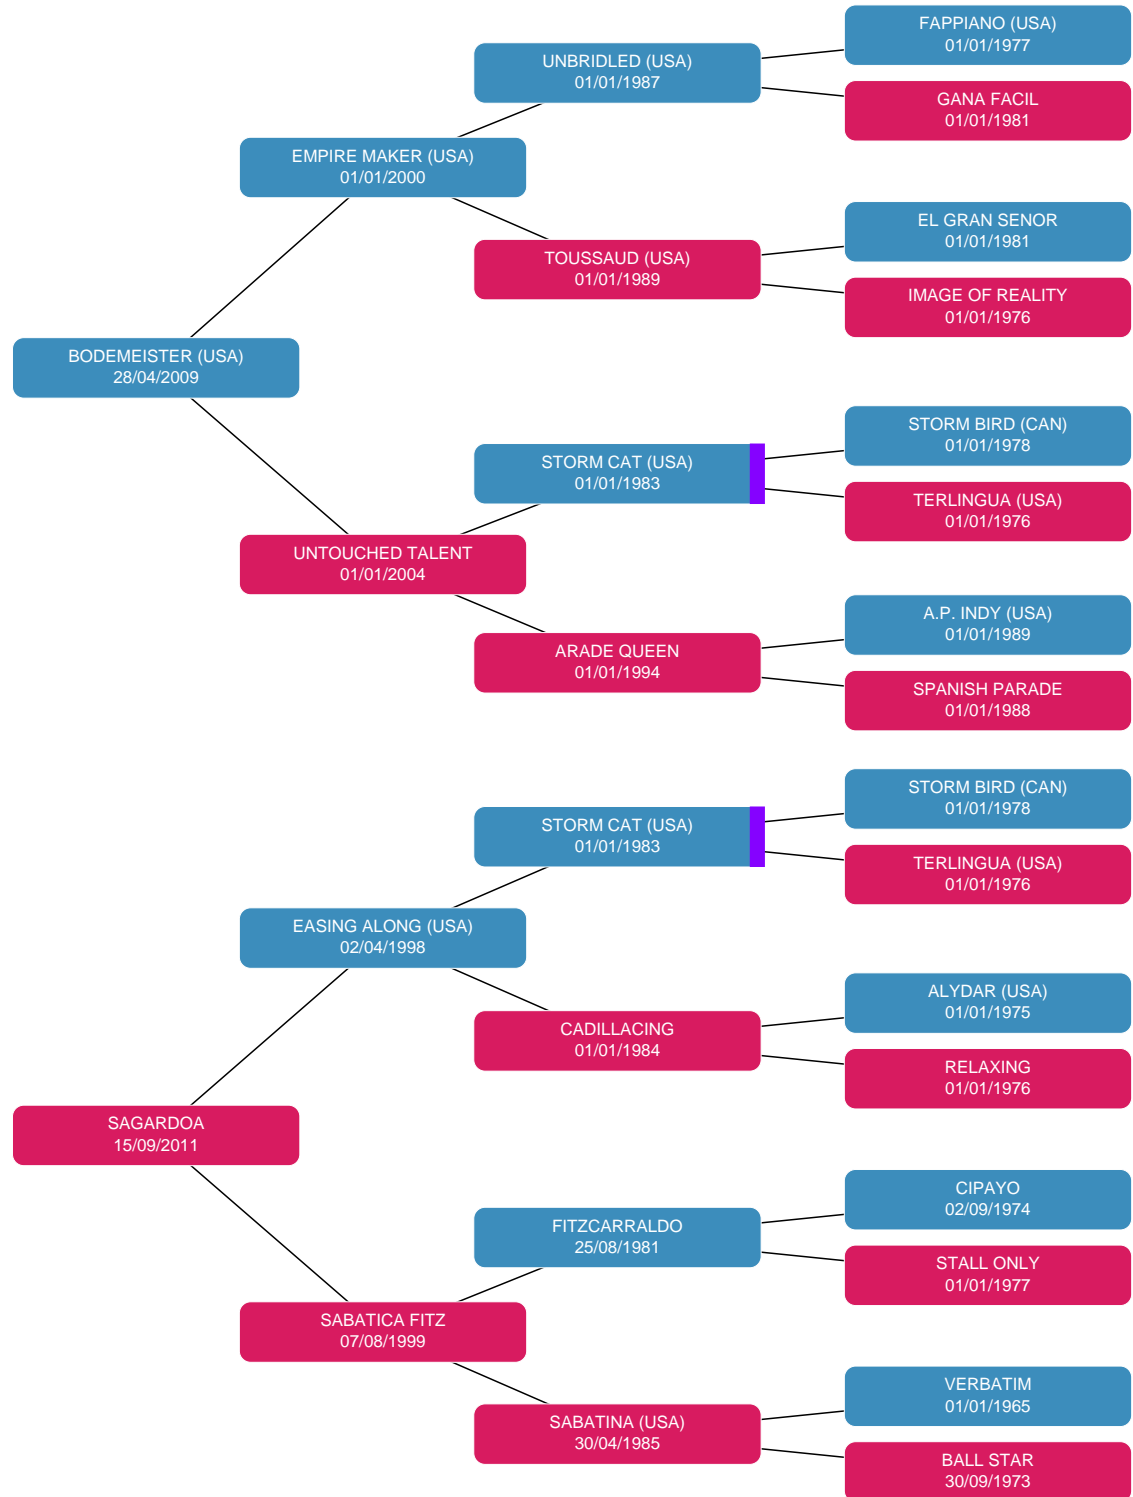 FAPPIANO (USA)
01/01/1977
UNBRIDLED (USA)
01/01/1987
GANA FACIL
01/01/1981
EMPIRE MAKER (USA)
01/01/2000
EL GRAN SENOR
01/01/1981
TOUSSAUD (USA)
01/01/1989
IMAGE OF REALITY
01/01/1976
BODEMEISTER (USA)
28/04/2009
STORM BIRD (CAN)
01/01/1978
STORM CAT (USA)
01/01/1983
TERLINGUA (USA)
01/01/1976
UNTOUCHED TALENT
01/01/2004
A.P. INDY (USA)
01/01/1989
ARADE QUEEN
01/01/1994
SPANISH PARADE
01/01/1988
STORM BIRD (CAN)
01/01/1978
STORM CAT (USA)
01/01/1983
TERLINGUA (USA)
01/01/1976
EASING ALONG (USA)
02/04/1998
ALYDAR (USA)
01/01/1975
CADILLACING
01/01/1984
RELAXING
01/01/1976
SAGARDOA
15/09/2011
CIPAYO
02/09/1974
FITZCARRALDO
25/08/1981
STALL ONLY
01/01/1977
SABATICA FITZ
07/08/1999
VERBATIM
01/01/1965
SABATINA (USA)
30/04/1985
BALL STAR
30/09/1973